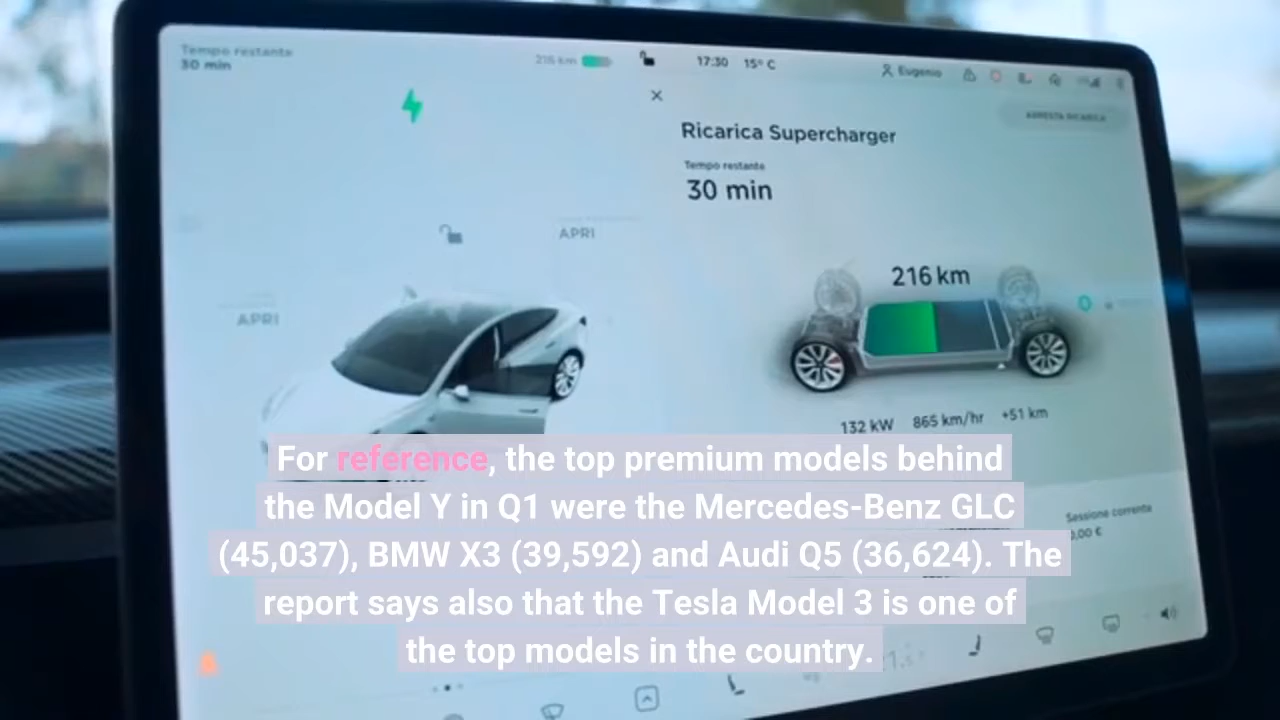 Tempo restante
30 min
216 km
17:30 15° C
Eugenio
ARRESTA RICARICA
Ricarica Supercharger
Tempo restante
30 min
APRI
APRI
216 km
132 kW 865 km/hr +51 km
For reference, the top premium models behind
the Model Y in Q1 were the Mercedes-Benz GLC
(45,037), BMW X3 (39,592) and Audi Q5 (36,624). The
report says also that the Tesla Model 3 is one of
the top models in the country.
Sessione corrente